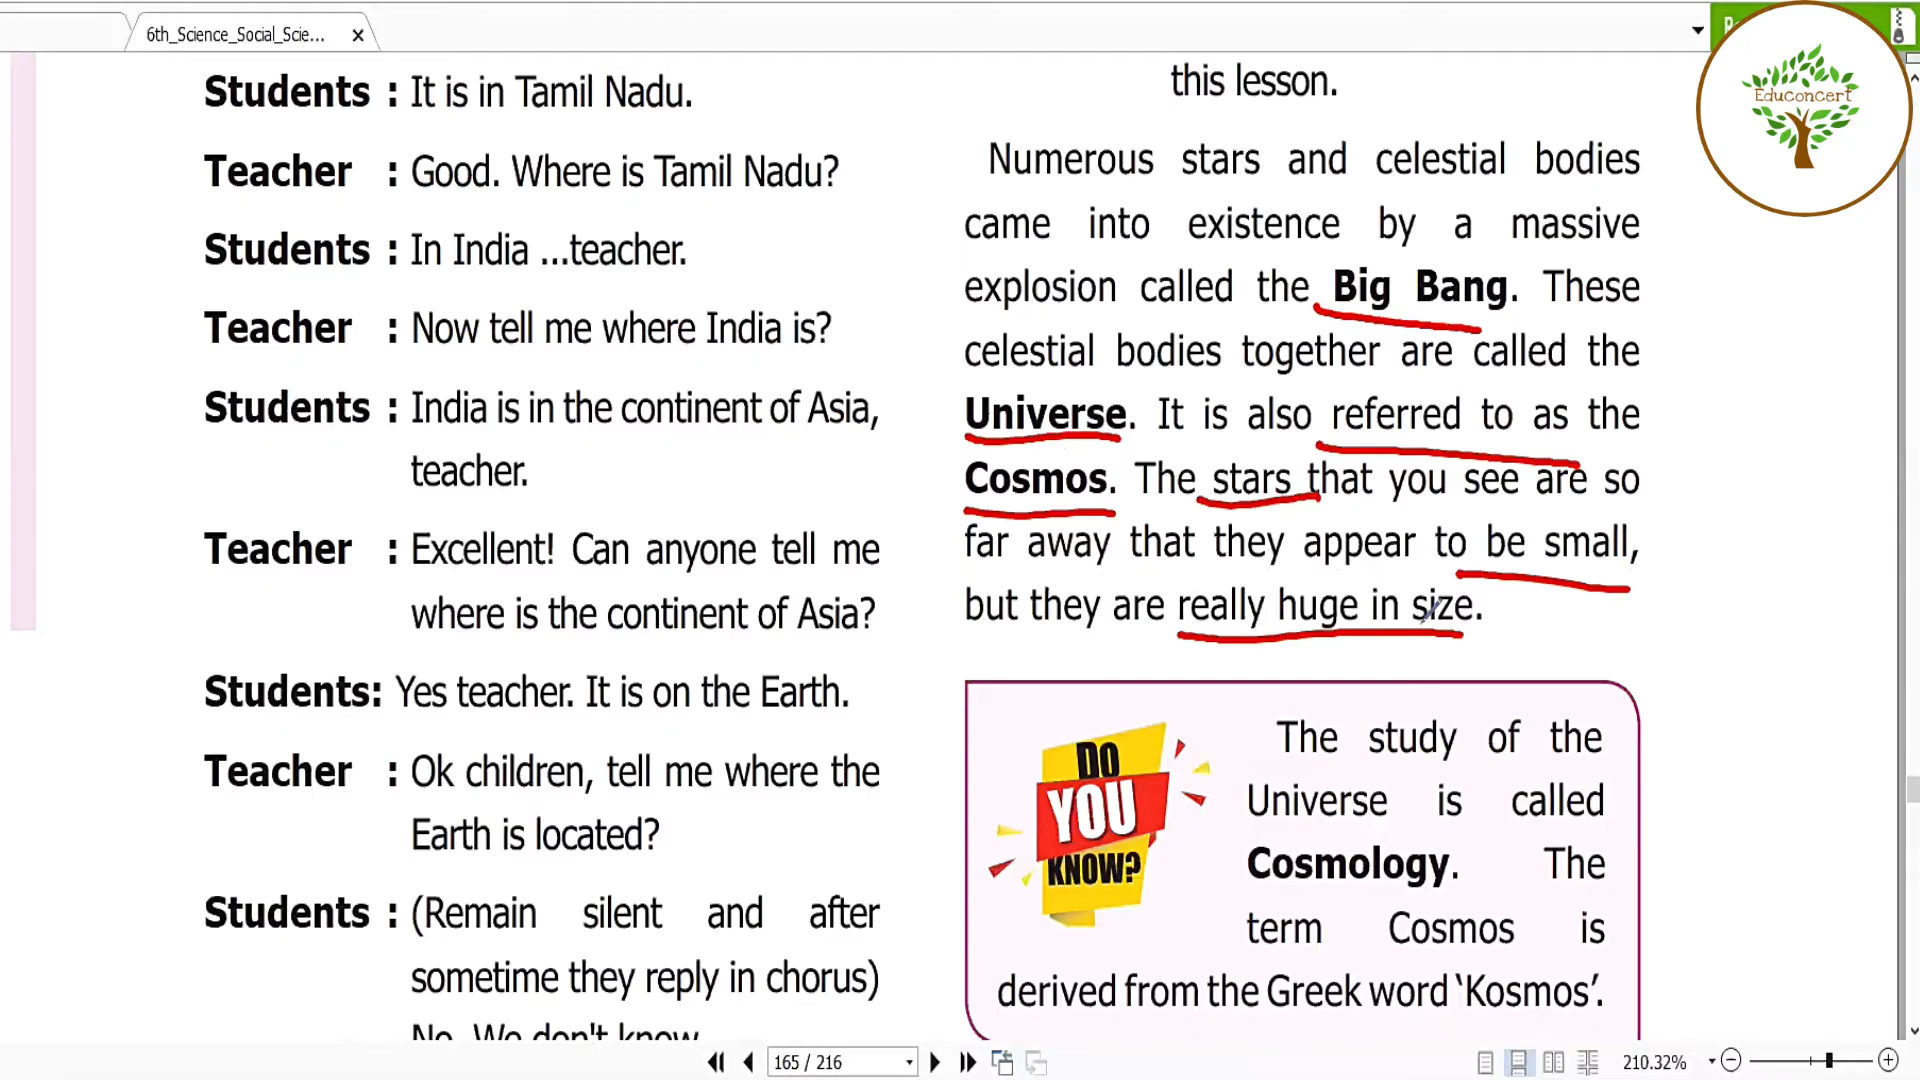 6th_Science_Social_Scie...
Educoncert
Students : It is in Tamil Nadu.
Teacher : Good. Where is Tamil Nadu?
Students : In India ...teacher.
Teacher : Now tell me where India is?
Students : India is in the continent of Asia,
teacher.
Teacher : Excellent! Can anyone tell me
where is the continent of Asia?
Students: Yes teacher. It is on the Earth.
Teacher : Ok children, tell me where the
Earth is located?
Students : (Remain silent and after
sometime they reply in chorus)
No. We don't know
this lesson.
Numerous stars and celestial bodies
came into existence by a massive
explosion called the Big Bang. These
celestial bodies together are called the
Universe. It is also referred to as the
Cosmos. The stars that you see are so
far away that they appear to be small,
but they are really huge in size.
DO
YOU
KNOW?
The study of the
Universe is called
Cosmology. The
term Cosmos is
derived from the Greek word ‘Kosmos’.
165 / 216
210.32%